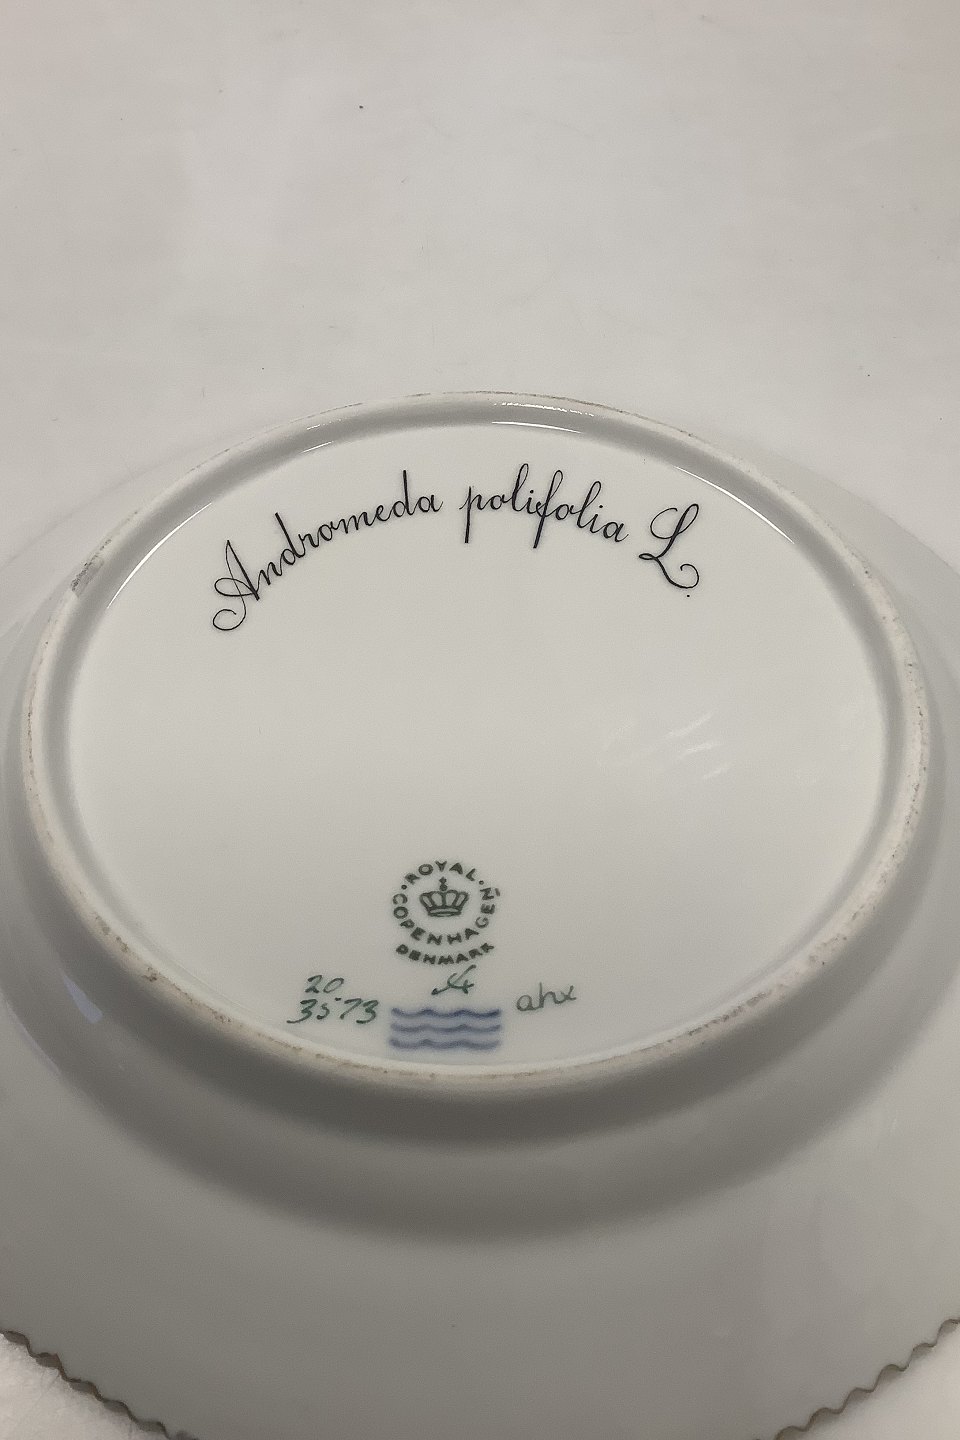 Andromeda polifolia L.
ROYAL
COPENHAGEN
DENMARK
20
3573
ahx